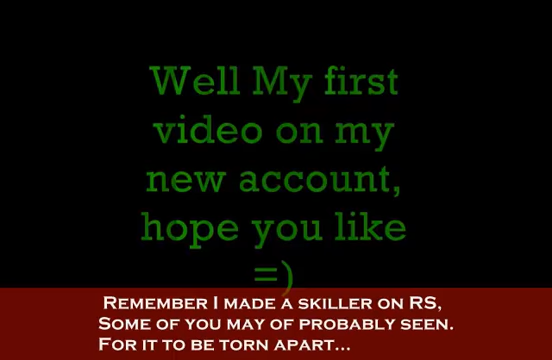 Well My first
video on my
new account,
hope you like
=)
Remember I made a skiller on RS,
Some of you may of probably seen.
For it to be torn apart...